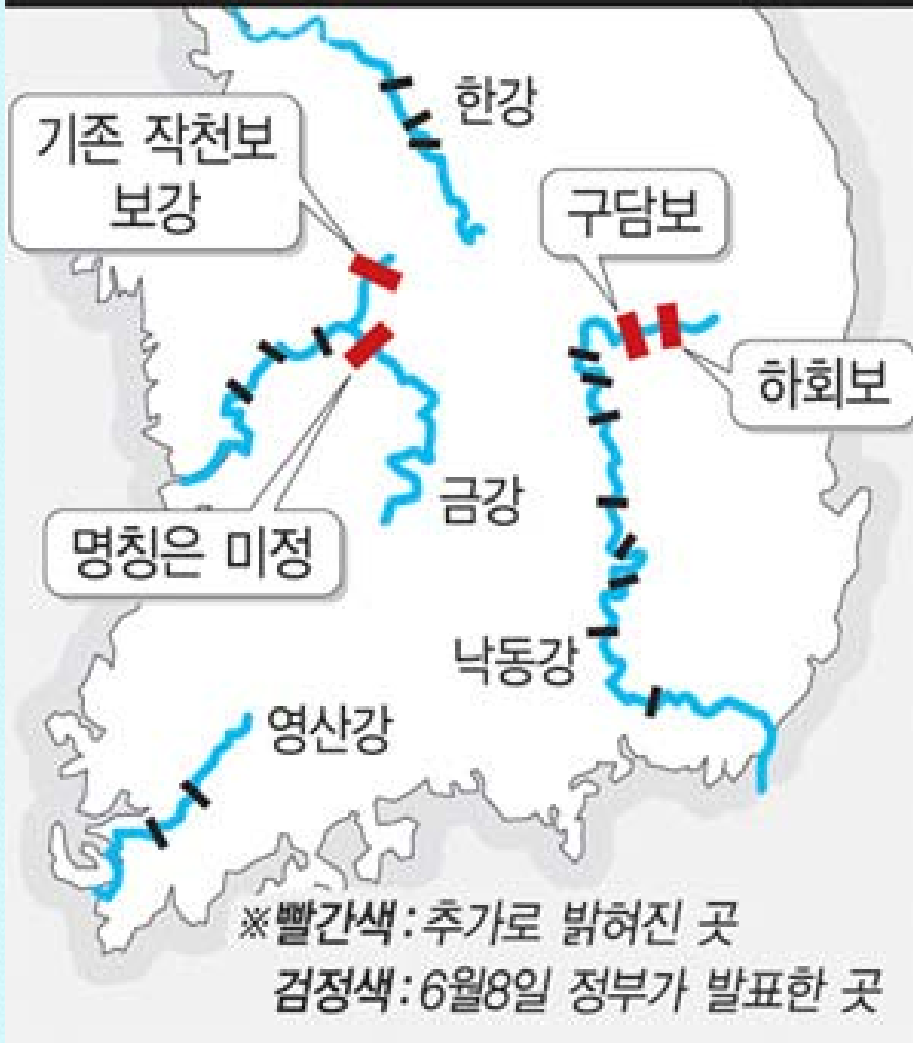 한강
기존 작천보
보강
구담보
하회보
금강
명칭은 미정
낙동강
영산강
※빨간색 : 추가로 밝혀진 곳
검정색 : 6월8일 정부가 발표한 곳